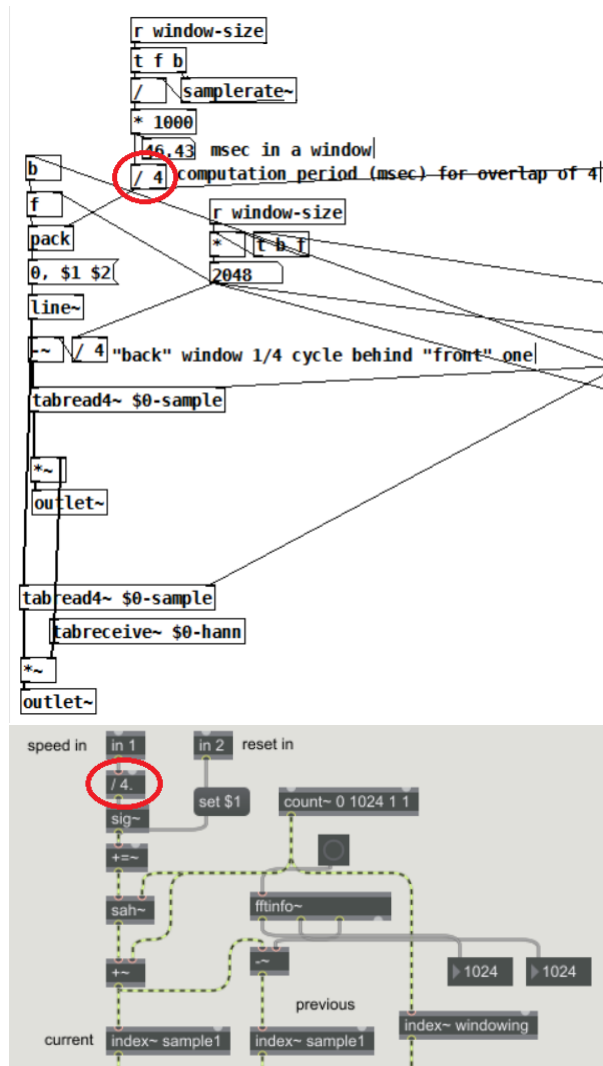 r window-size
t f b
/ samplerate~
* 1000
46.43 msec in a window
b
/ 4 computation period (msec) for overlap of 4
f
r window-size
pack
* t b f
0, $1 $2
2048
line~
-~ / 4 "back" window 1/4 cycle behind "front" one
tabread4~ $0-sample
*~
outlet~
tabread4~ $0-sample
tabreceive~ $0-hann
*~
outlet~
speed in in 1 in 2 reset in
/ 4.
set $1 count~ 0 1024 1 1
sig~
+=~
sah~ fftinfo~
+~ -~ 1024 1024
previous
index~ windowing
current index~ sample1 index~ sample1